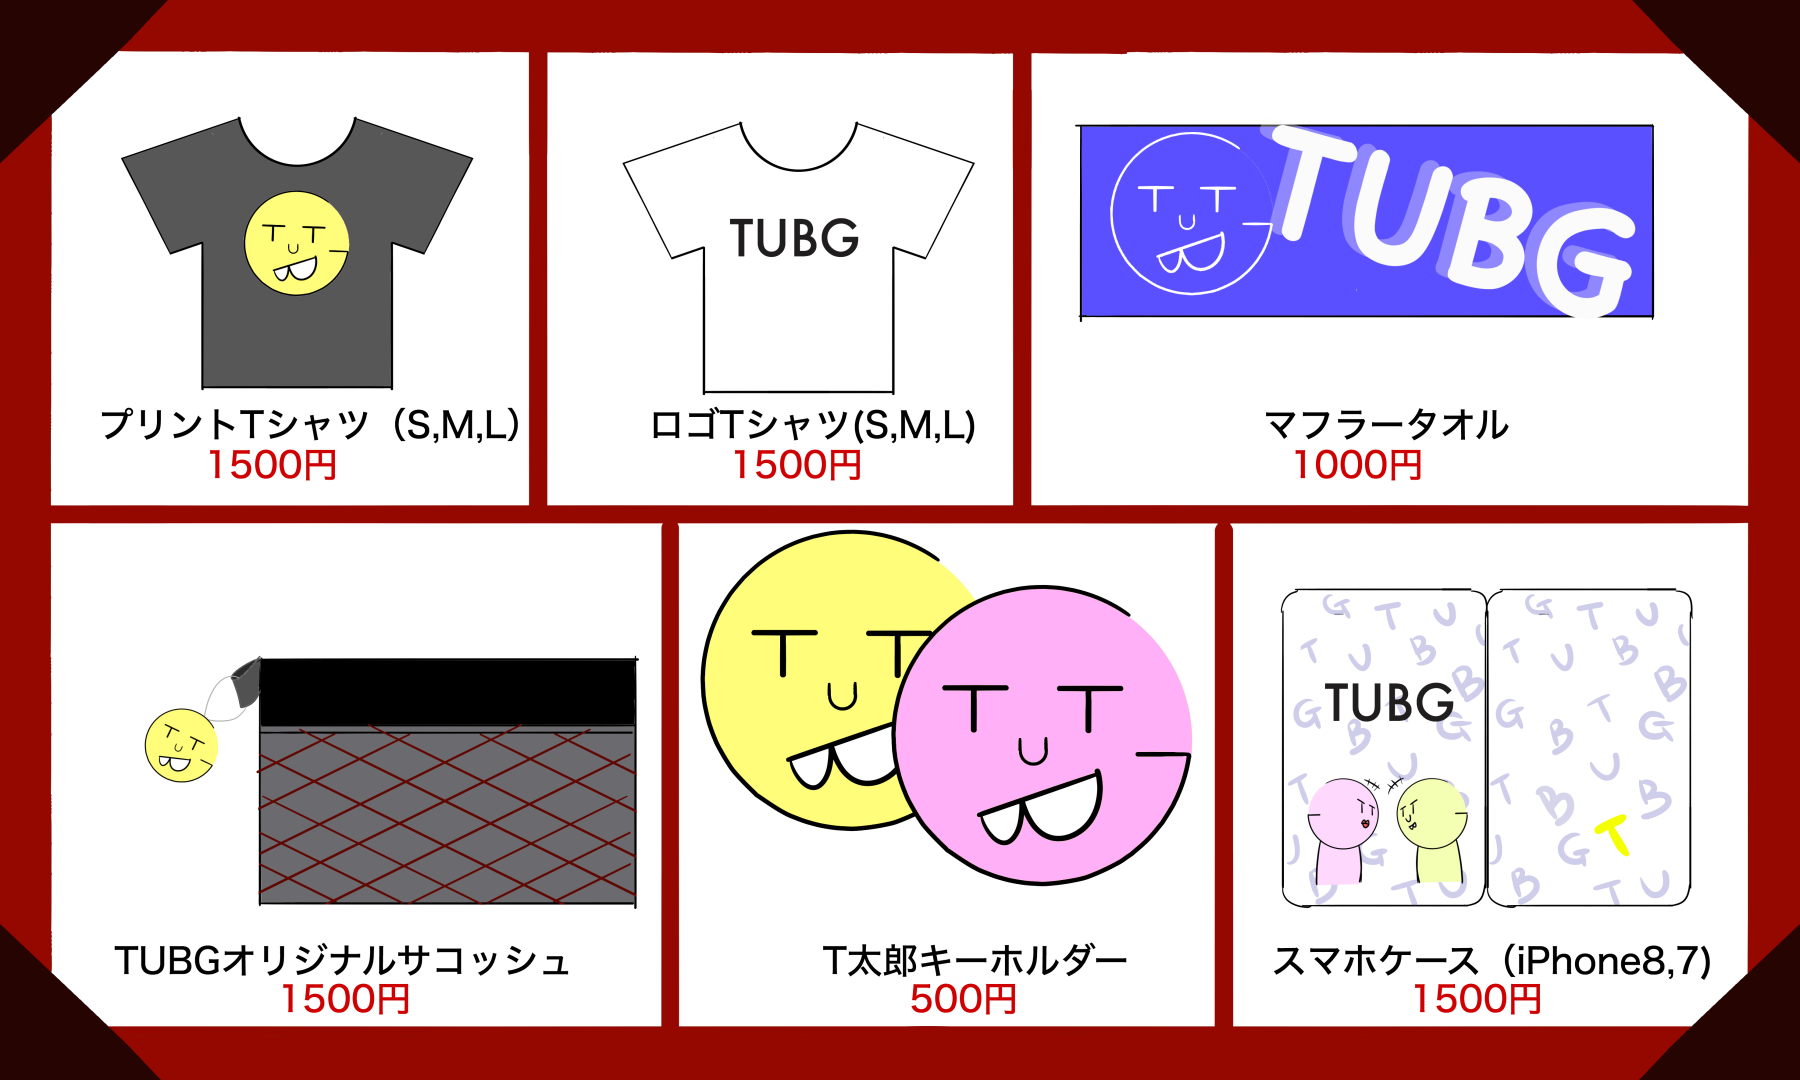 プリントTシャツ（S,M,L）
1500円
TUBG
ロゴTシャツ(S,M,L)
1500円
TUBG
マフラータオル
1000円
TUBGオリジナルサコッシュ
1500円
T太郎キーホルダー
500円
G T U
T U B
B
TUBG
G B G
U
T
U G
B T U
G T U
T U B
B
G B T G
U
T B B
G T
U
B T U
スマホケース（iPhone8,7)
1500円